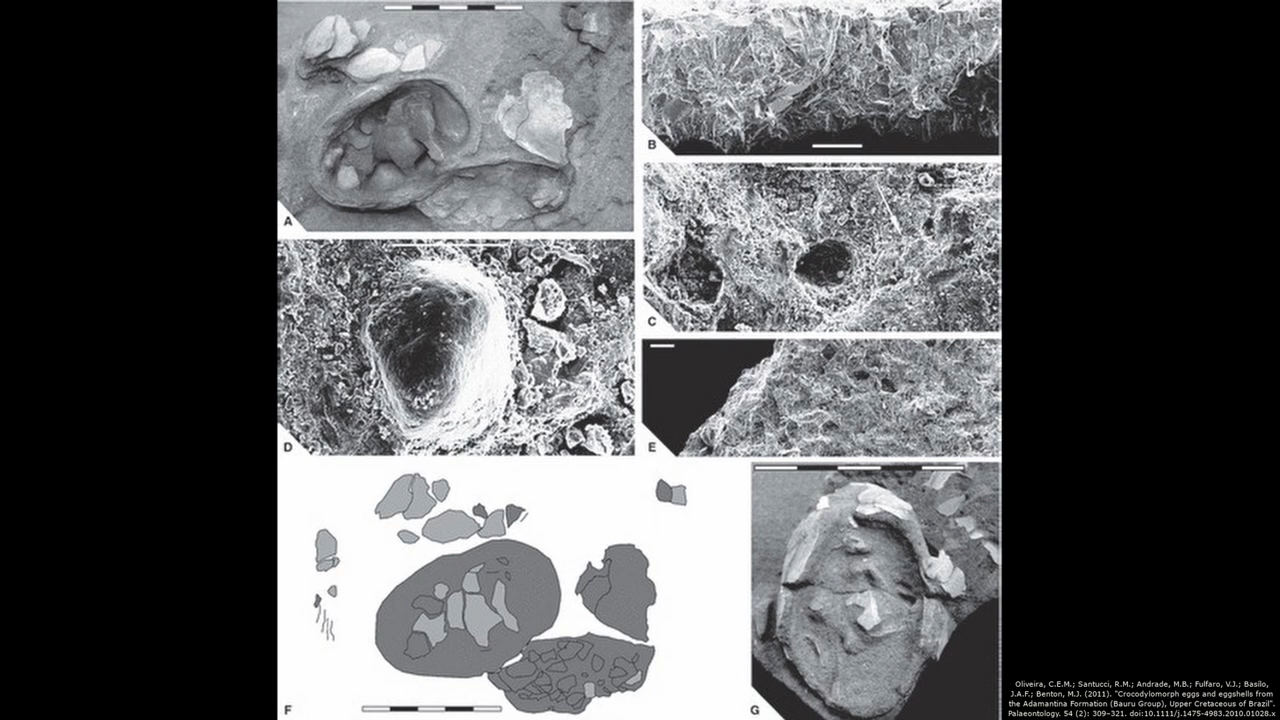 A
B
C
D
E
F
G
Oliveira, C.E.M.; Santucci, R.M.; Andrade, M.B.; Fulfaro, V.J.; Basílo,
J.A.F.; Benton, M.J. (2011). "Crocodylomorph eggs and eggshells from
the Adamantina Formation (Bauru Group), Upper Cretaceous of Brazil".
Palaeontology. 54 (2): 309–321. doi:10.1111/j.1475-4983.2010.01028.x